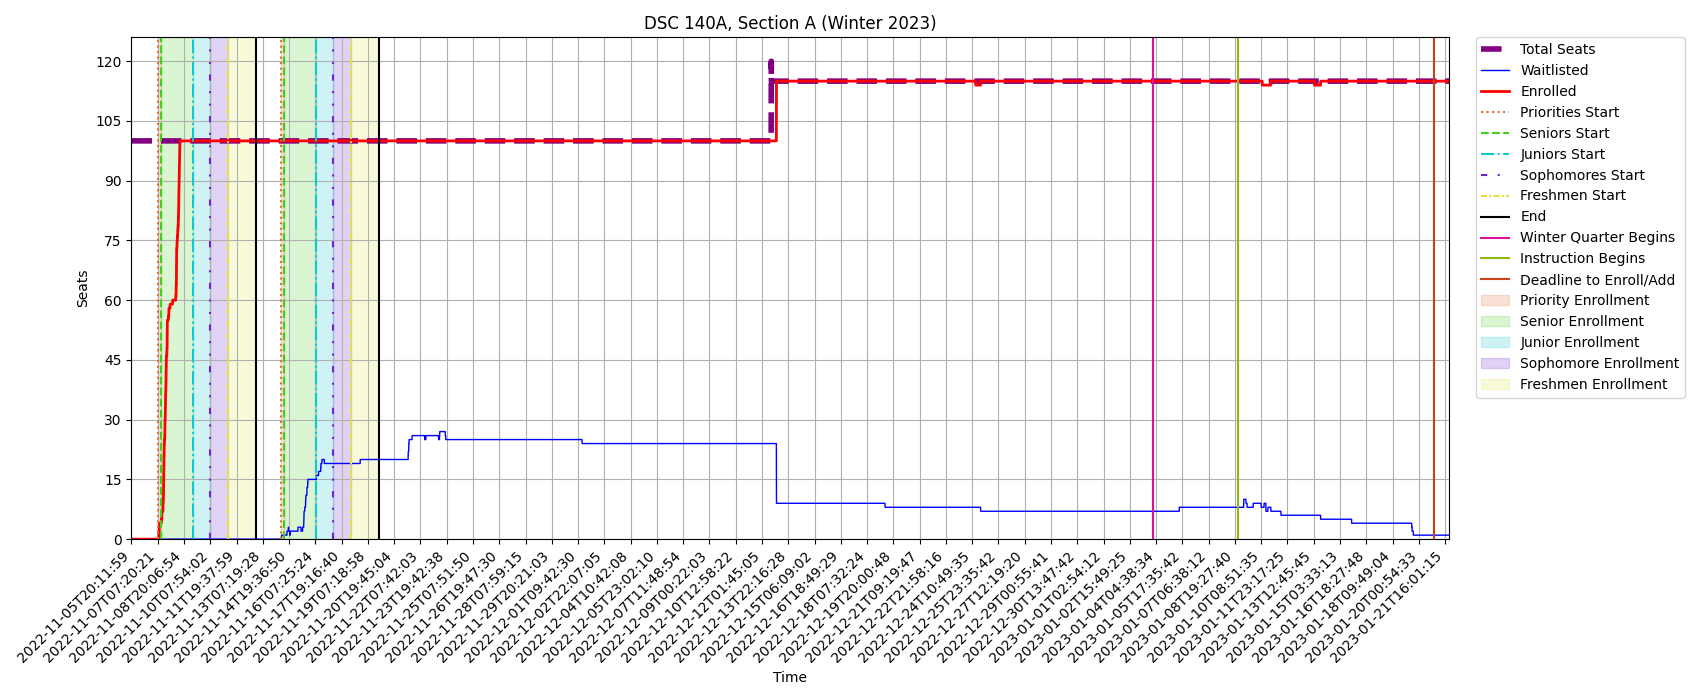 DSC 140A, Section A (Winter 2023)
Seats
120
105
90
75
60
45
30
15
0
2022-11-05T20:11:59
2022-11-07T07:20:21
2022-11-08T20:06:54
2022-11-10T07:54:02
2022-11-11T19:37:59
2022-11-13T07:19:28
2022-11-14T19:36:50
2022-11-16T07:25:24
2022-11-17T19:16:40
2022-11-19T07:18:58
2022-11-20T19:45:04
2022-11-22T07:42:03
2022-11-23T19:42:38
2022-11-25T07:51:50
2022-11-26T19:47:30
2022-11-28T07:59:15
2022-11-29T20:21:03
2022-12-01T09:42:30
2022-12-02T22:07:05
2022-12-04T10:42:08
2022-12-05T23:02:10
2022-12-07T11:48:54
2022-12-09T00:22:03
2022-12-10T12:58:22
2022-12-12T01:45:05
2022-12-13T22:16:28
2022-12-15T06:09:02
2022-12-16T18:49:29
2022-12-18T07:32:24
2022-12-19T20:00:48
2022-12-21T09:19:47
2022-12-22T21:58:16
2022-12-24T10:49:35
2022-12-25T23:35:42
2022-12-27T12:19:20
2022-12-29T00:55:41
2022-12-30T13:47:42
2023-01-01T02:54:12
2023-01-02T15:49:25
2023-01-04T04:38:34
2023-01-05T17:35:42
2023-01-07T06:38:12
2023-01-08T19:27:40
2023-01-10T08:51:35
2023-01-11T23:17:25
2023-01-13T12:45:45
2023-01-15T03:33:13
2023-01-16T18:27:48
2023-01-18T09:49:04
2023-01-20T00:54:33
2023-01-21T16:01:15
Time
Total Seats
Waitlisted
Enrolled
Priorities Start
Seniors Start
Juniors Start
Sophomores Start
Freshmen Start
End
Winter Quarter Begins
Instruction Begins
Deadline to Enroll/Add
Priority Enrollment
Senior Enrollment
Junior Enrollment
Sophomore Enrollment
Freshmen Enrollment